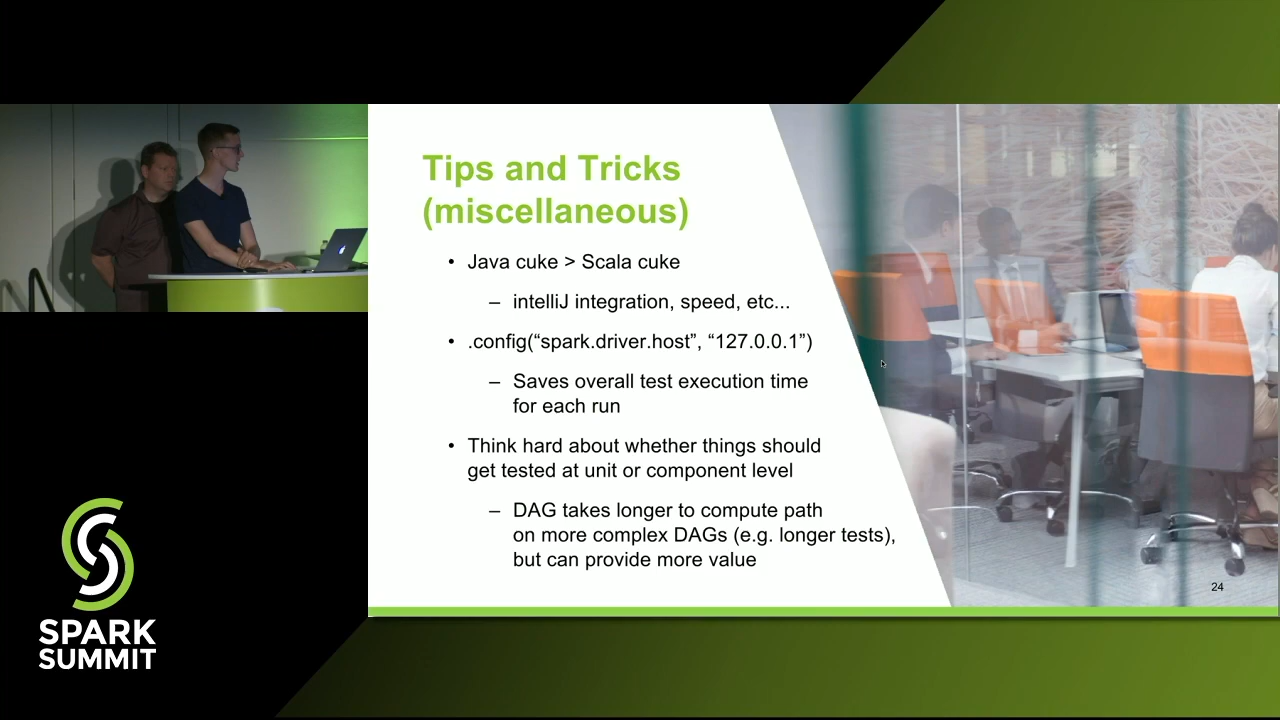 Tips and Tricks
(miscellaneous)
• Java cuke > Scala cuke
– intelliJ integration, speed, etc...
• .config(“spark.driver.host”, “127.0.0.1”)
– Saves overall test execution time
for each run
• Think hard about whether things should
get tested at unit or component level
– DAG takes longer to compute path
on more complex DAGs (e.g. longer tests),
but can provide more value
24
SPARK
SUMMIT